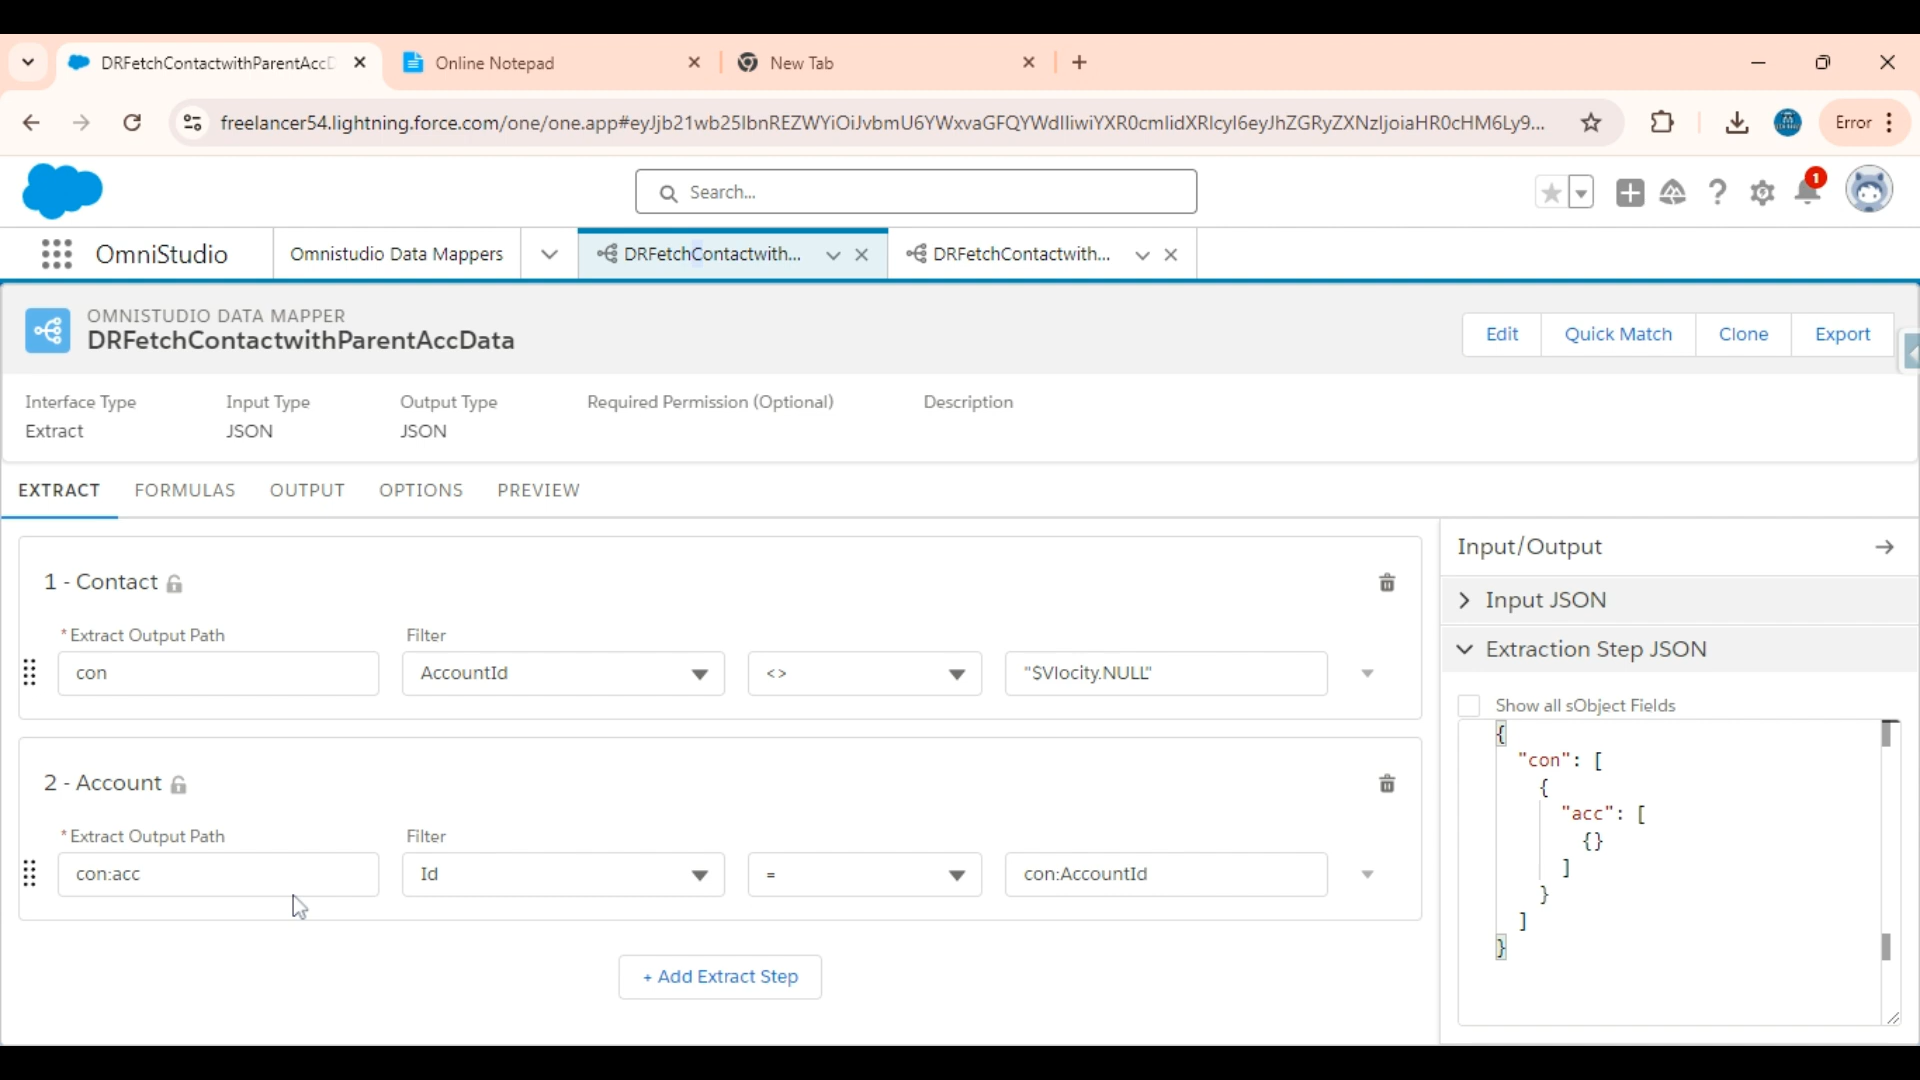 DRFetchContactwithParentAccD
Online Notepad
New Tab
freelancer54.lightning.force.com/one/one.app#eyJjb21wb25lbnREZWYiOiJvbmU6YWxvaGFQYWdlIiwiYXR0cmlidXRlcyI6eyJhZGRyZXNzIjoiaHR0cHM6Ly9...
Error
Search...
1
OmniStudio
Omnistudio Data Mappers
DRFetchContactwith...
DRFetchContactwith...
OMNISTUDIO DATA MAPPER
DRFetchContactwithParentAccData
Edit
Quick Match
Clone
Export
Interface Type
Input Type
Output Type
Required Permission (Optional)
Description
Extract
JSON
JSON
EXTRACT
FORMULAS
OUTPUT
OPTIONS
PREVIEW
1 - Contact
*Extract Output Path
Filter
con
AccountId
<>
"$Vlocity.NULL"
2 - Account
*Extract Output Path
Filter
con:acc
Id
=
con:AccountId
+ Add Extract Step
Input/Output
Input JSON
Extraction Step JSON
Show all sObject Fields
{
"con": [
{
"acc": [
{}
]
}
]
}